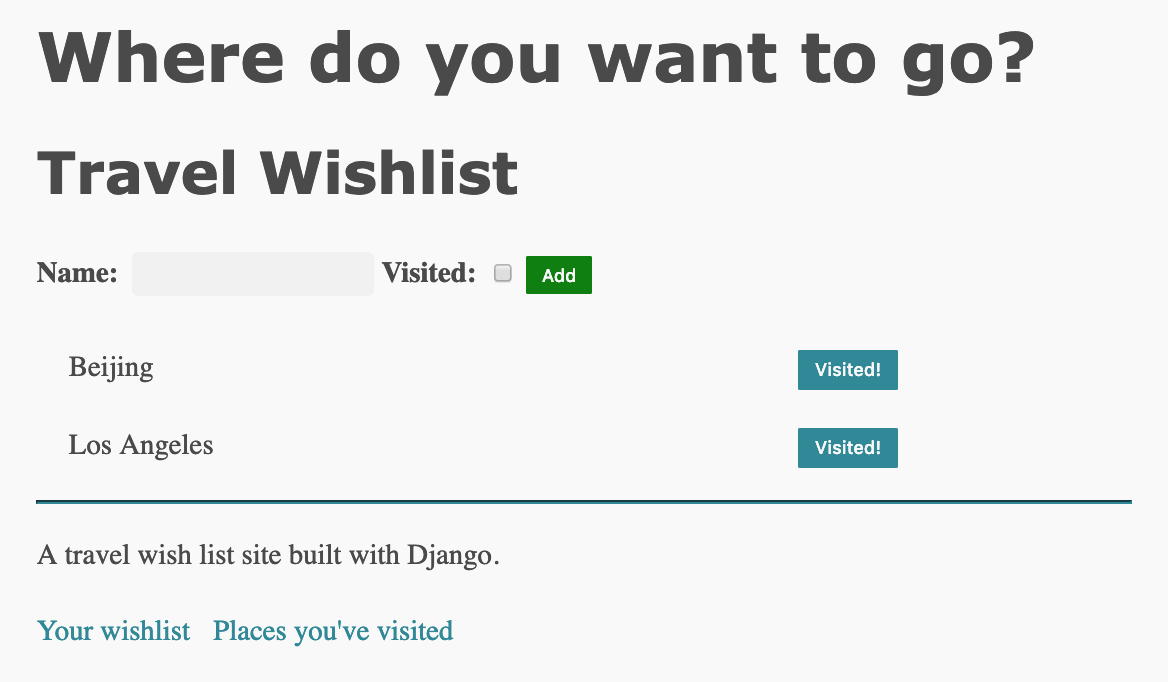 Where do you want to go?
Travel Wishlist
Name: Visited: Add
Beijing Visited!
Los Angeles Visited!
A travel wish list site built with Django.
Your wishlist Places you've visited